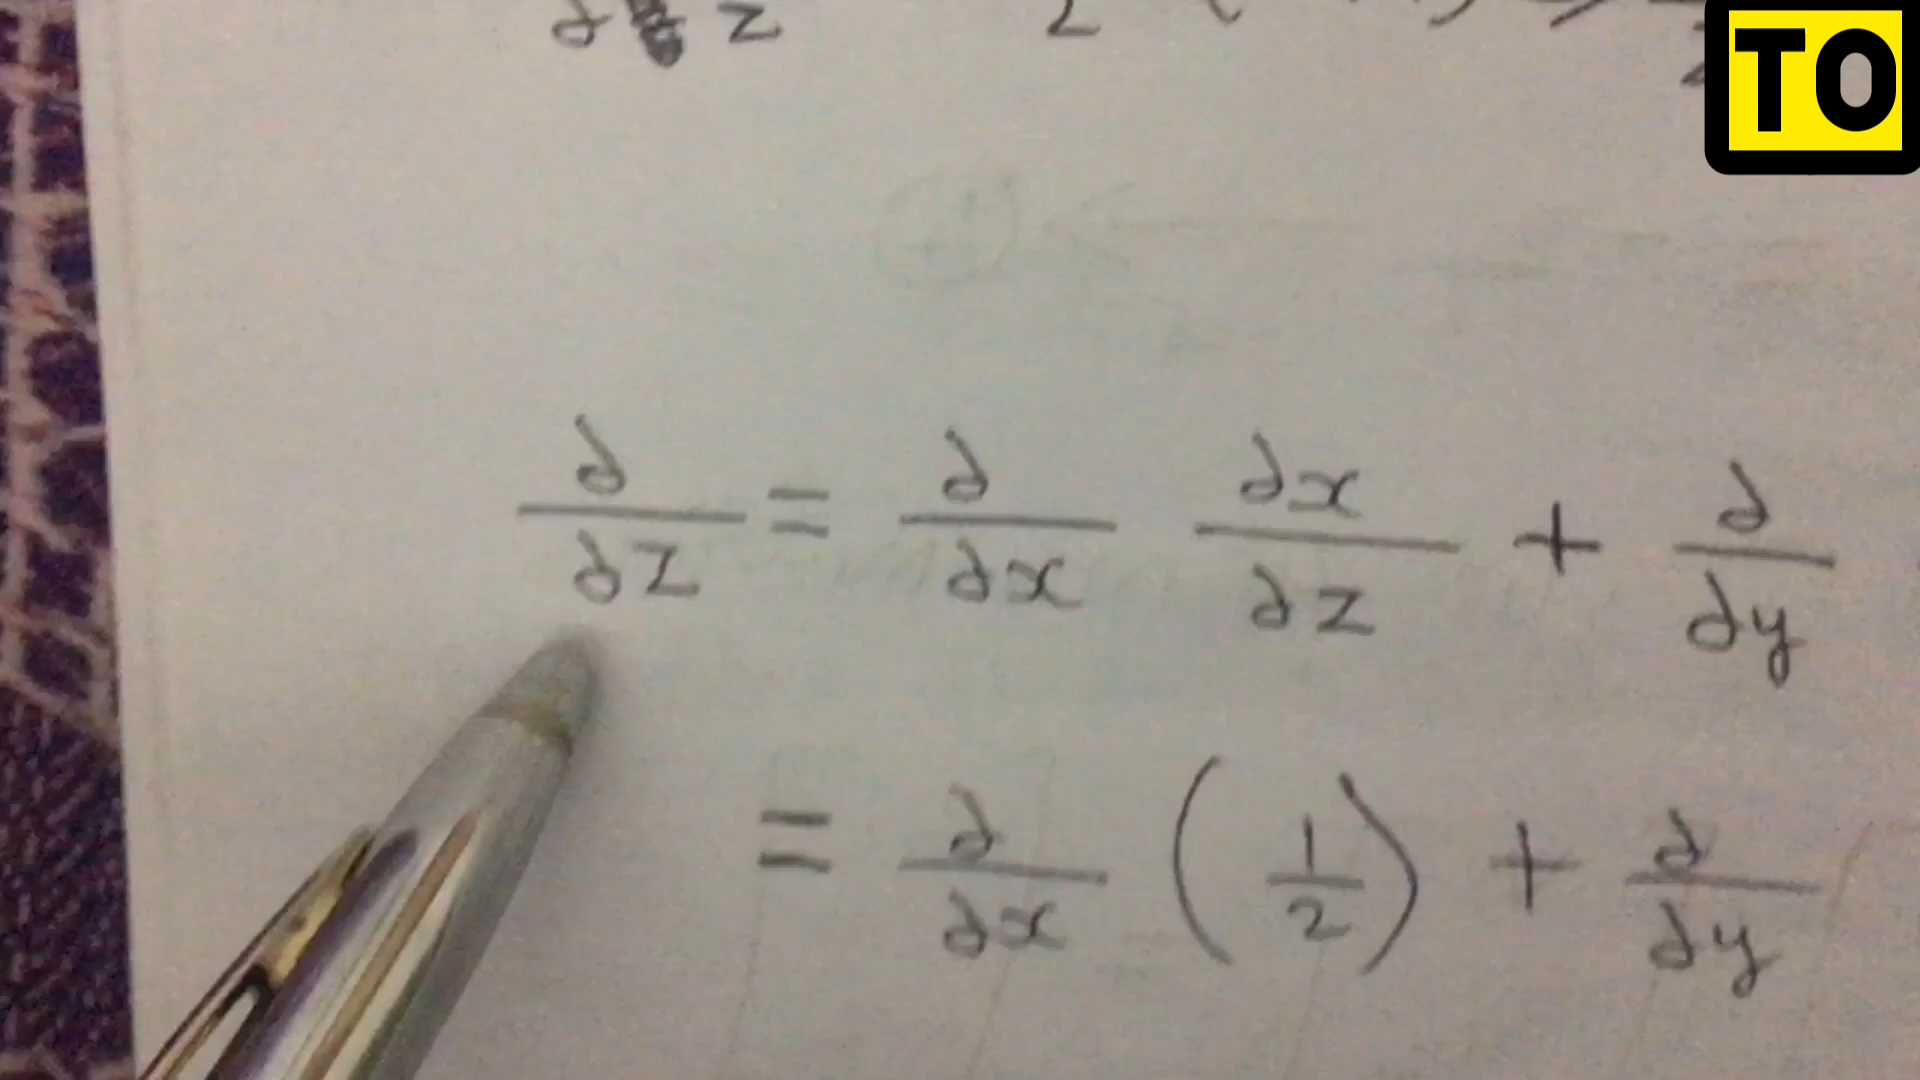 TO
∂/∂z = ∂/∂x ∂x/∂z + ∂/∂y
= ∂/∂x (1/2) + ∂/∂y